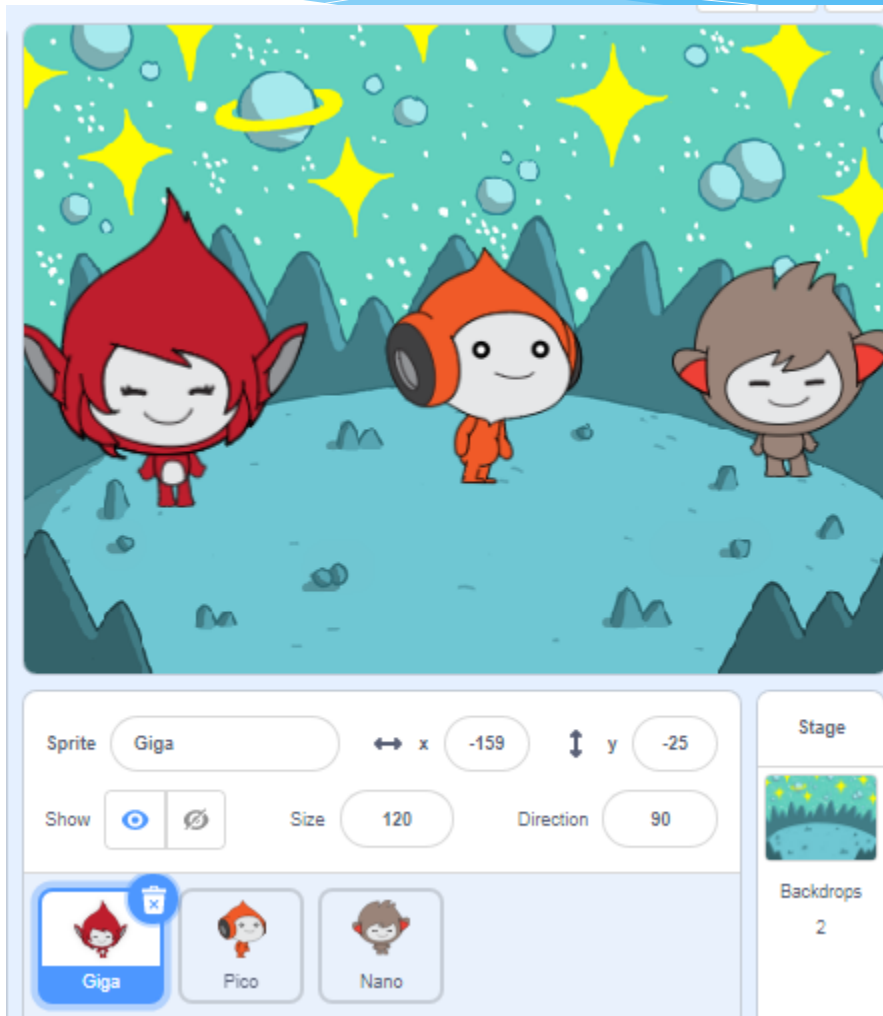 Sprite Giga x -159 y -25
Show Size 120 Direction 90
Giga Pico Nano
Stage
Backdrops
2